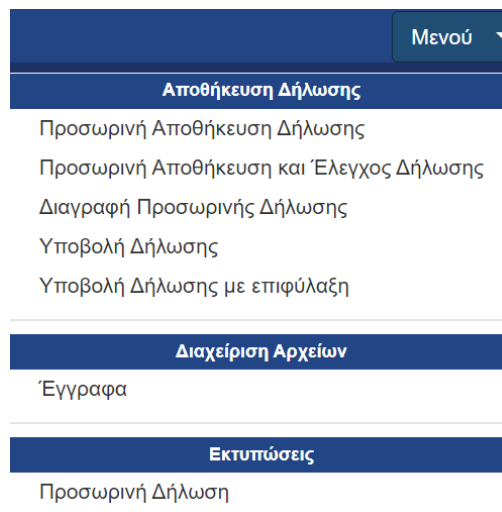 Μενού
Αποθήκευση Δήλωσης
Προσωρινή Αποθήκευση Δήλωσης
Προσωρινή Αποθήκευση και Έλεγχος Δήλωσης
Διαγραφή Προσωρινής Δήλωσης
Υποβολή Δήλωσης
Υποβολή Δήλωσης με επιφύλαξη
Διαχείριση Αρχείων
Έγγραφα
Εκτυπώσεις
Προσωρινή Δήλωση